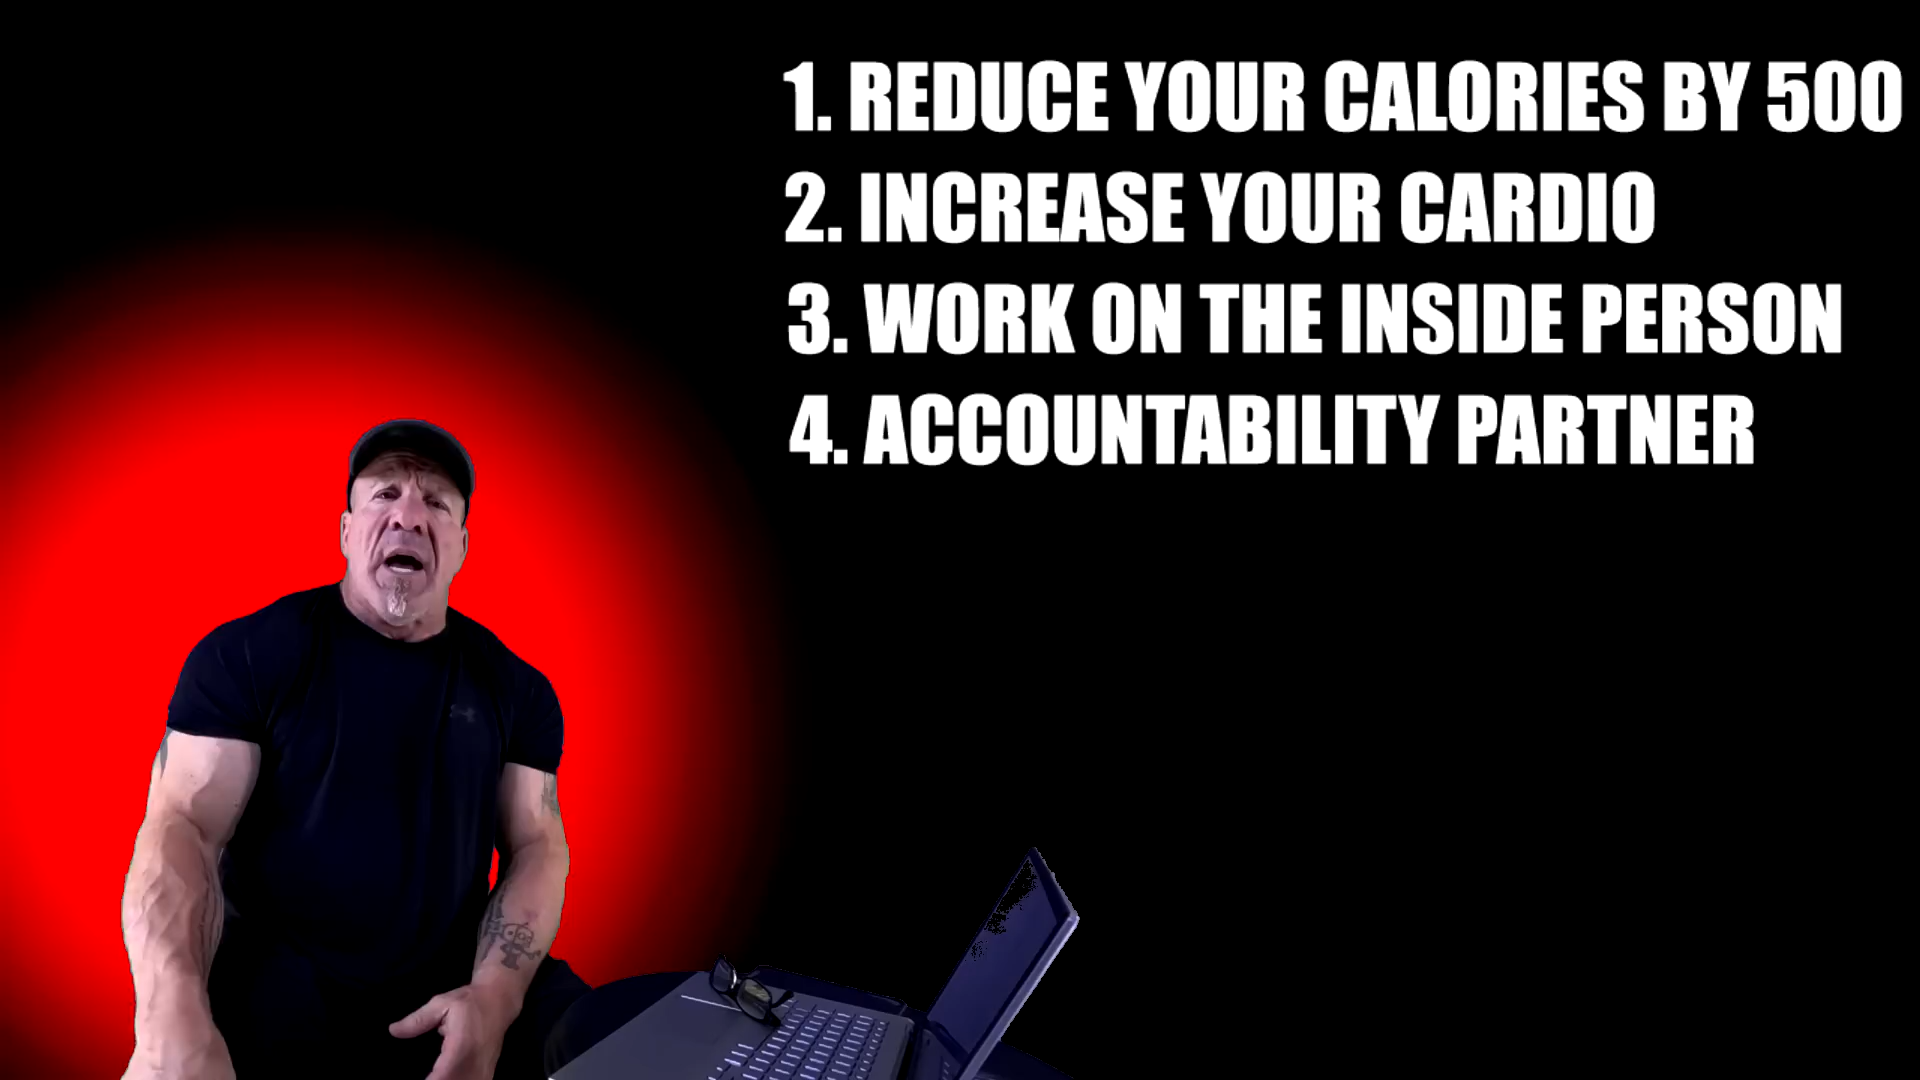 1. REDUCE YOUR CALORIES BY 500
2. INCREASE YOUR CARDIO
3. WORK ON THE INSIDE PERSON
4. ACCOUNTABILITY PARTNER